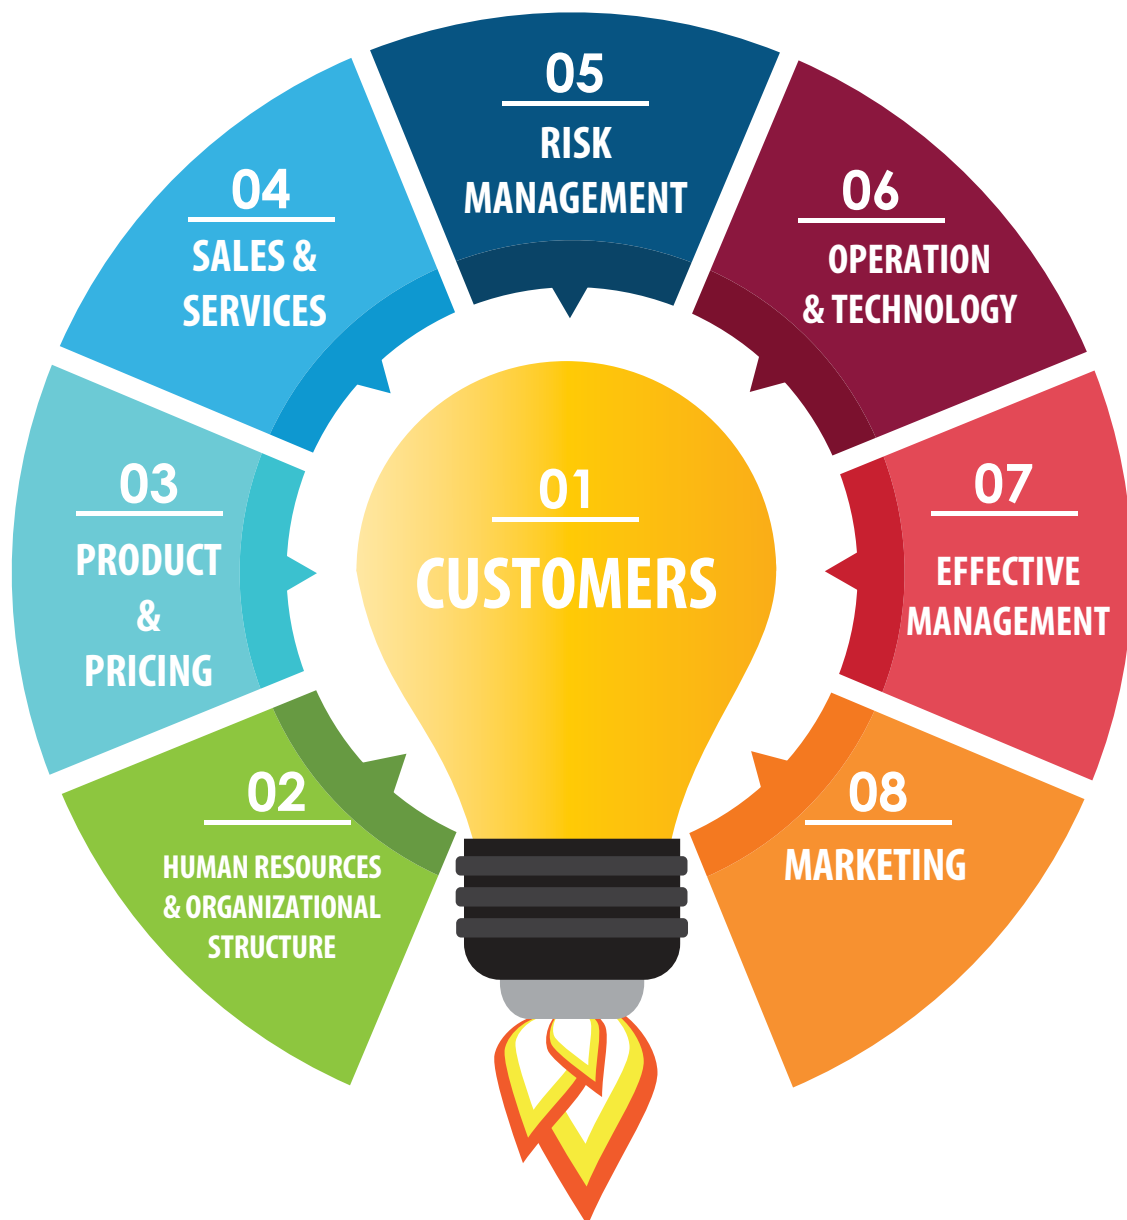 01
CUSTOMERS
02
HUMAN RESOURCES
& ORGANIZATIONAL
STRUCTURE
03
PRODUCT
&
PRICING
04
SALES &
SERVICES
05
RISK
MANAGEMENT
06
OPERATION
& TECHNOLOGY
07
EFFECTIVE
MANAGEMENT
08
MARKETING